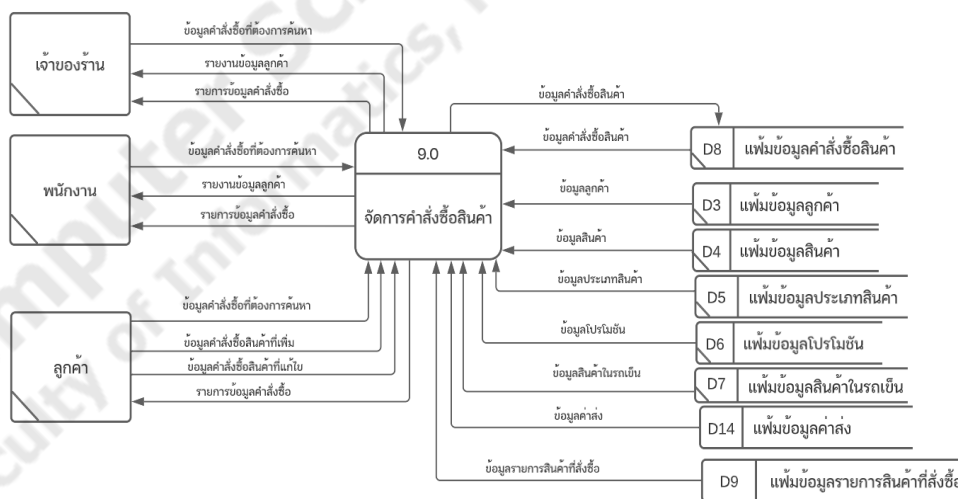 ข้อมูลคำสั่งซื้อที่ต้องการค้นหา
เจ้าของร้าน
รายงานข้อมูลลูกค้า
รายการข้อมูลคำสั่งซื้อ
ข้อมูลคำสั่งซื้อสินค้า
ข้อมูลคำสั่งซื้อสินค้า
D8 แฟ้มข้อมูลคำสั่งซื้อสินค้า
ข้อมูลคำสั่งซื้อที่ต้องการค้นหา
9.0
พนักงาน
รายงานข้อมูลลูกค้า
ข้อมูลลูกค้า
D3 แฟ้มข้อมูลลูกค้า
รายการข้อมูลคำสั่งซื้อ
จัดการคำสั่งซื้อสินค้า
ข้อมูลสินค้า
D4 แฟ้มข้อมูลสินค้า
ข้อมูลประเภทสินค้า
D5 แฟ้มข้อมูลประเภทสินค้า
ข้อมูลคำสั่งซื้อที่ต้องการค้นหา
ข้อมูลโปรโมชัน
D6 แฟ้มข้อมูลโปรโมชัน
ข้อมูลคำสั่งซื้อสินค้าที่เพิ่ม
ลูกค้า
ข้อมูลคำสั่งซื้อสินค้าที่แก้ไข
ข้อมูลสินค้าในรถเข็น
D7 แฟ้มข้อมูลสินค้าในรถเข็น
รายการข้อมูลคำสั่งซื้อ
ข้อมูลค่าส่ง
D14 แฟ้มข้อมูลค่าส่ง
ข้อมูลรายการสินค้าที่สั่งซื้อ
D9 แฟ้มข้อมูลรายการสินค้าที่สั่งซื้อ
of Informatics,